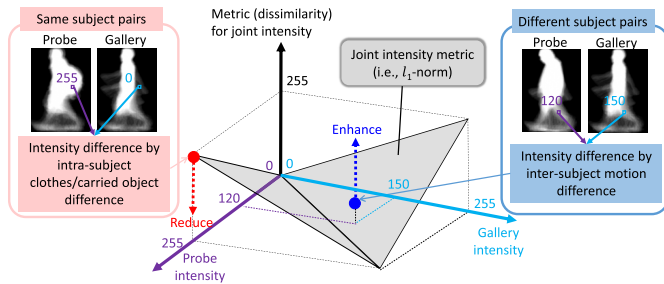 Same subject pairs
Probe
Gallery
255
0
Intensity difference by
intra-subject
clothes/carried object
difference
Metric (dissimilarity)
for joint intensity
255
Joint intensity metric
(i.e., l₁-norm)
Enhance
0
0
120
150
255
Reduce
255
Probe
intensity
Gallery
intensity
Different subject pairs
Probe
Gallery
120
150
Intensity difference by
inter-subject motion
difference